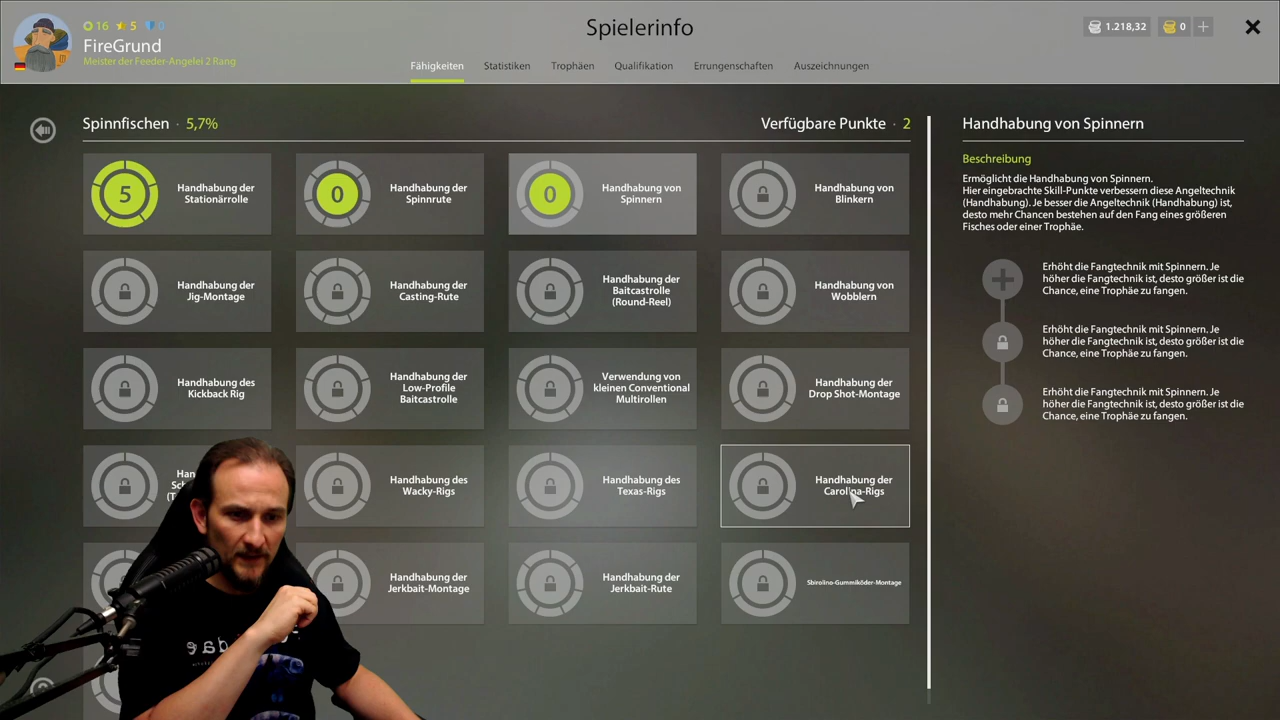 16 5 0
FireGrund
Meister der Feeder-Angelei 2 Rang
Spielerinfo
1.218,32 0
Fähigkeiten Statistiken Trophäen Qualifikation Errungenschaften Auszeichnungen
Spinnfischen · 5,7%
Verfügbare Punkte · 2
5
Handhabung der
Stationärrolle
0
Handhabung der
Spinnrute
0
Handhabung von
Spinnern
Handhabung von
Blinkern
Handhabung der
Jig-Montage
Handhabung der
Casting-Rute
Handhabung der
Baitcastrolle
(Round-Reel)
Handhabung von
Wobblern
Handhabung des
Kickback Rig
Handhabung der
Low-Profile
Baitcastrolle
Verwendung von
kleinen Conventional
Multirollen
Handhabung der
Drop Shot-Montage
Handhabung des
Wacky-Rigs
Handhabung des
Texas-Rigs
Handhabung der
Carolina-Rigs
Handhabung der
Jerkbait-Montage
Handhabung der
Jerkbait-Rute
Sbirolino-Gummiköder-Montage
Handhabung von Spinnern
Beschreibung
Ermöglicht die Handhabung von Spinnern.
Hier eingebrachte Skill-Punkte verbessern diese Angeltechnik
(Handhabung). Je besser die Angeltechnik (Handhabung) ist,
desto mehr Chancen bestehen auf den Fang eines größeren
Fisches oder einer Trophäe.
Erhöht die Fangtechnik mit Spinnern. Je
höher die Fangtechnik ist, desto größer ist die
Chance, eine Trophäe zu fangen.
Erhöht die Fangtechnik mit Spinnern. Je
höher die Fangtechnik ist, desto größer ist die
Chance, eine Trophäe zu fangen.
Erhöht die Fangtechnik mit Spinnern. Je
höher die Fangtechnik ist, desto größer ist die
Chance, eine Trophäe zu fangen.